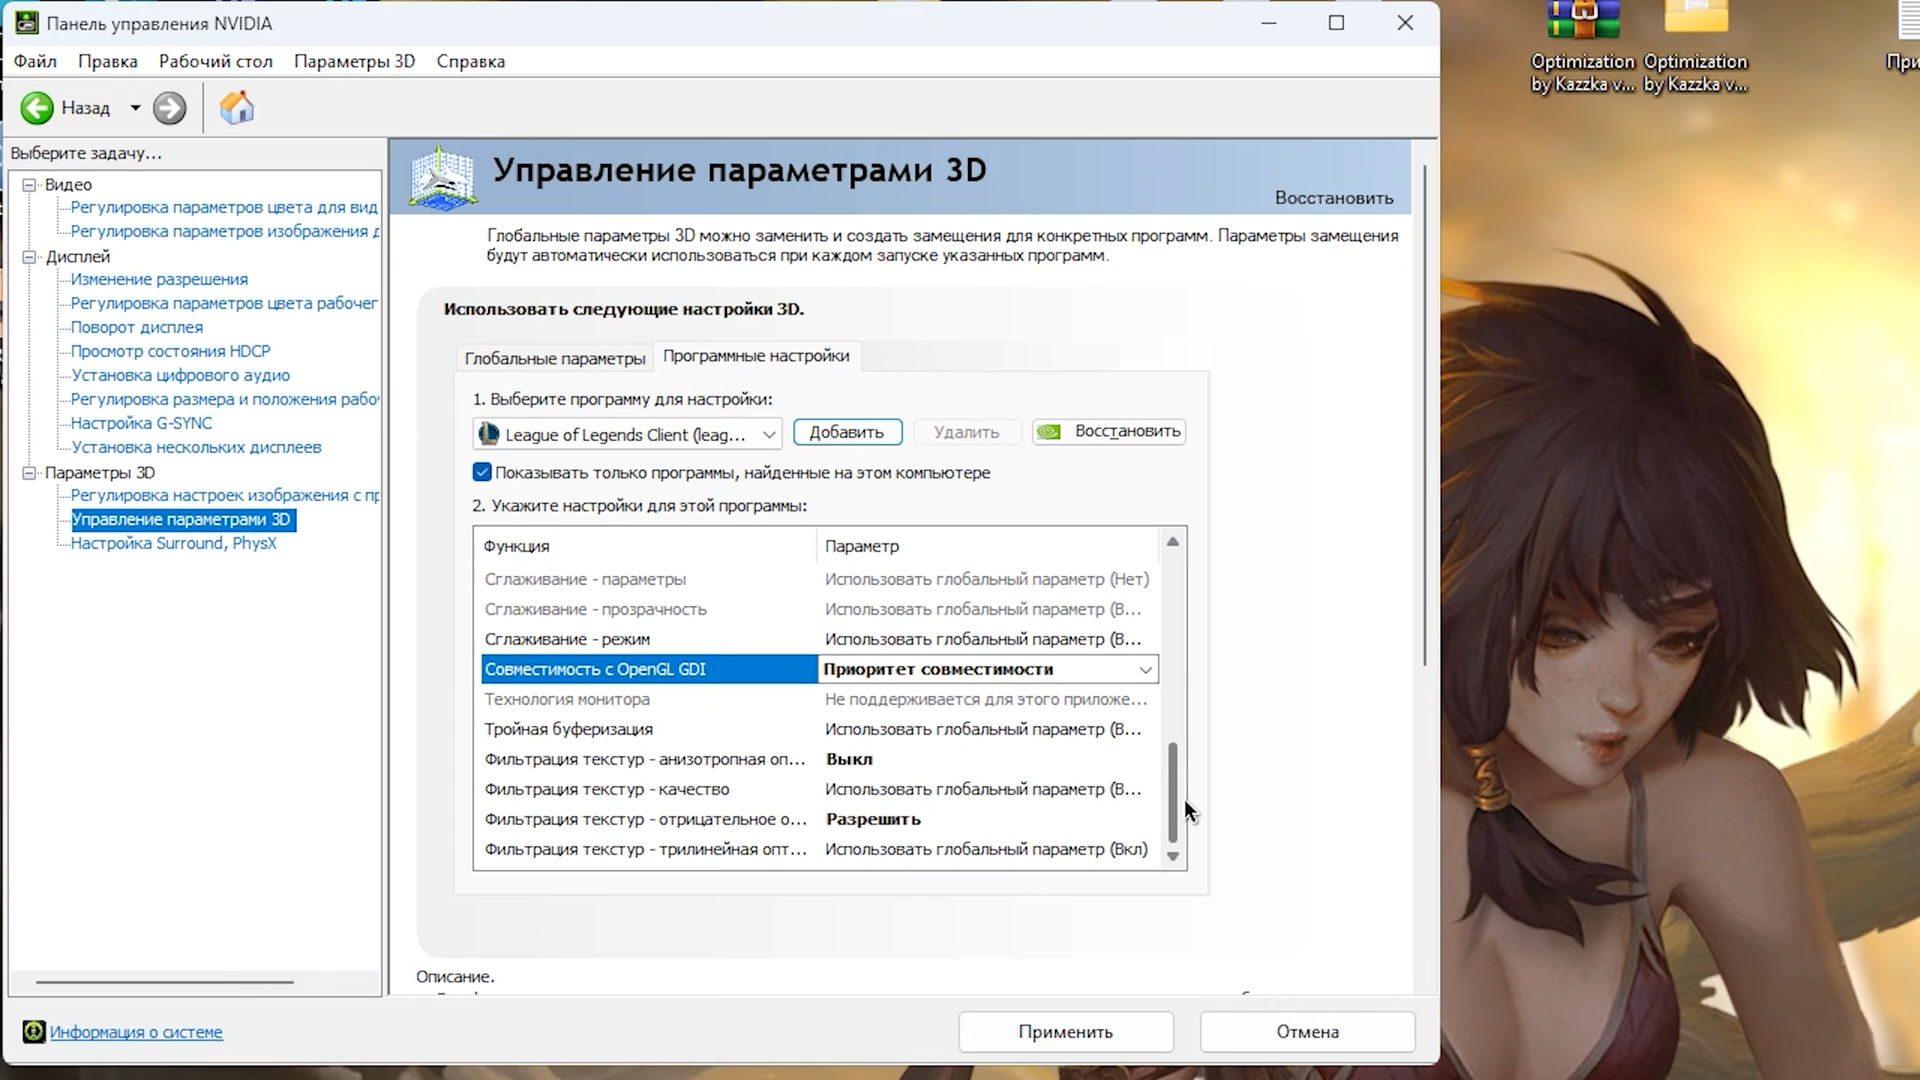 Панель управления NVIDIA
Файл Правка Рабочий стол Параметры 3D Справка
Назад
Выберите задачу...
Видео
Регулировка параметров цвета для вид
Регулировка параметров изображения д
Дисплей
Изменение разрешения
Регулировка параметров цвета рабочег
Поворот дисплея
Просмотр состояния HDCP
Установка цифрового аудио
Регулировка размера и положения рабо
Настройка G-SYNC
Установка нескольких дисплеев
Параметры 3D
Регулировка настроек изображения с пр
Управление параметрами 3D
Настройка Surround, PhysX
Информация о системе
Управление параметрами 3D
Восстановить
Глобальные параметры 3D можно заменить и создать замещения для конкретных программ. Параметры замещения
будут автоматически использоваться при каждом запуске указанных программ.
Использовать следующие настройки 3D.
Глобальные параметры Программные настройки
1. Выберите программу для настройки:
League of Legends Client (leag... Добавить Удалить Восстановить
Показывать только программы, найденные на этом компьютере
2. Укажите настройки для этой программы:
Функция Параметр
Сглаживание - параметры Использовать глобальный параметр (Нет)
Сглаживание - прозрачность Использовать глобальный параметр (В...
Сглаживание - режим Использовать глобальный параметр (В...
Совместимость с OpenGL GDI Приоритет совместимости
Технология монитора Не поддерживается для этого приложе...
Тройная буферизация Использовать глобальный параметр (В...
Фильтрация текстур - анизотропная оп... Выкл
Фильтрация текстур - качество Использовать глобальный параметр (В...
Фильтрация текстур - отрицательное о... Разрешить
Фильтрация текстур - трилинейная опт... Использовать глобальный параметр (Вкл)
Описание.
Применить Отмена
Optimization
by Kazzka v...
Optimization
by Kazzka v...
При